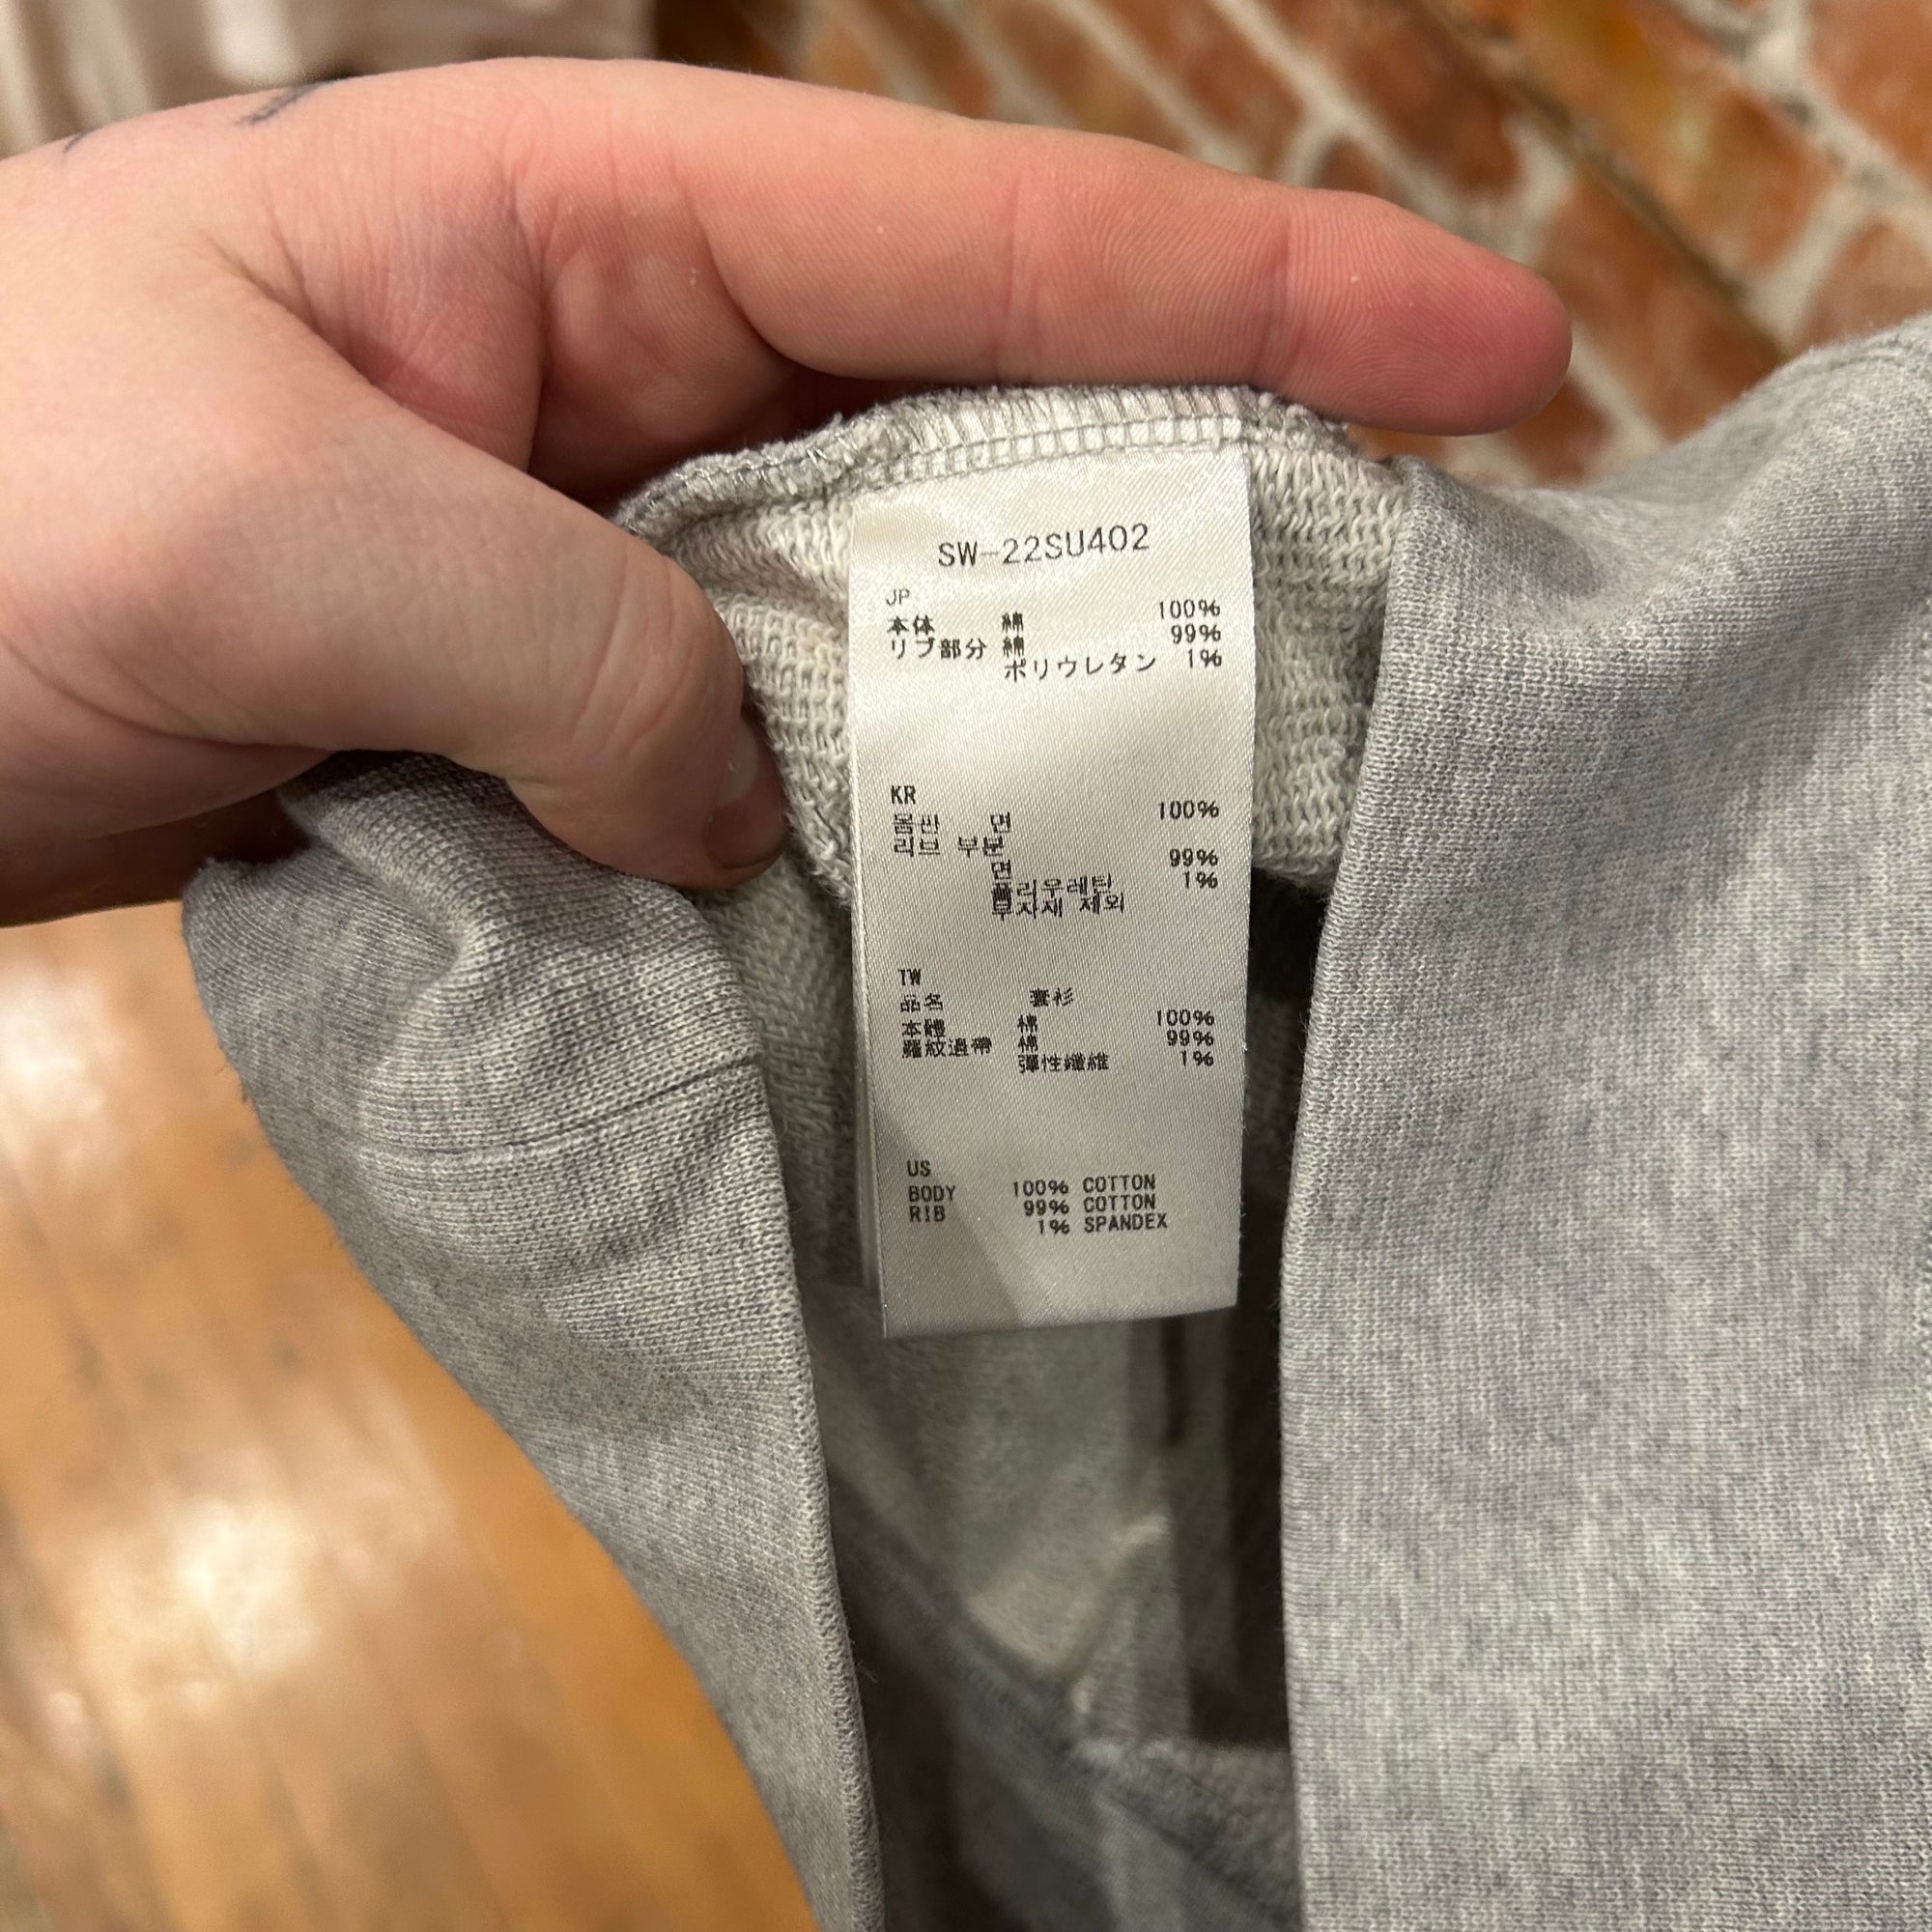 SW-22SU402
JP
本体 綿 100%
リブ部分 綿 99%
ポリウレタン 1%
KR
몸판 면 100%
리브 부분
면 99%
폴리우레탄 1%
부자재 제외
TW
品名 套衫
本體 棉 100%
羅紋邊帶 棉 99%
彈性纖維 1%
US
BODY 100% COTTON
RIB 99% COTTON
1% SPANDEX